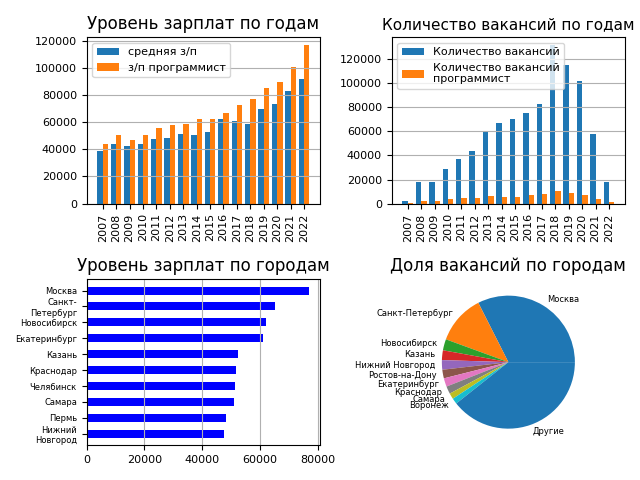 Уровень зарплат по годам
120000
100000
80000
60000
40000
20000
0
средняя з/п
з/п программист
2007
2008
2009
2010
2011
2012
2013
2014
2015
2016
2017
2018
2019
2020
2021
2022
Количество вакансий по годам
120000
100000
80000
60000
40000
20000
0
Количество вакансий
Количество вакансий
программист
2007
2008
2009
2010
2011
2012
2013
2014
2015
2016
2017
2018
2019
2020
2021
2022
Уровень зарплат по городам
Москва
Санкт-
Петербург
Новосибирск
Екатеринбург
Казань
Краснодар
Челябинск
Самара
Пермь
Нижний
Новгород
0
20000
40000
60000
80000
Доля вакансий по городам
Москва
Санкт-Петербург
Новосибирск
Казань
Нижний Новгород
Ростов-на-Дону
Екатеринбург
Краснодар
Самара
Воронеж
Другие